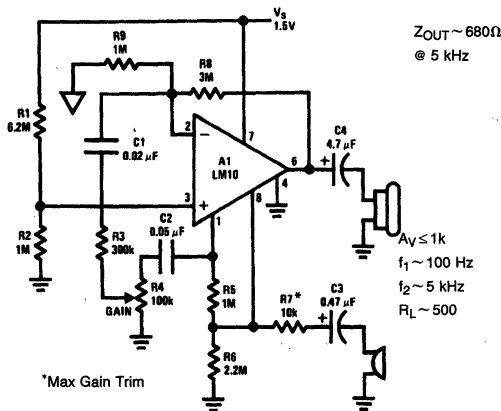 VS
1.5V
ZOUT~680Ω
@ 5 kHz
R9
1M
R8
3M
R1
6.2M
C1
0.02 μF
2
−
7
A1
LM10
6
4
C4
4.7 μF
+
3
+
8
1
C2
0.05 μF
R2
1M
R3
300k
R4
100k
GAIN
R5
1M
R7*
10k
C3
0.47 μF
+
R6
2.2M
AV≤1k
f1~100 Hz
f2~5 kHz
RL~500
*Max Gain Trim